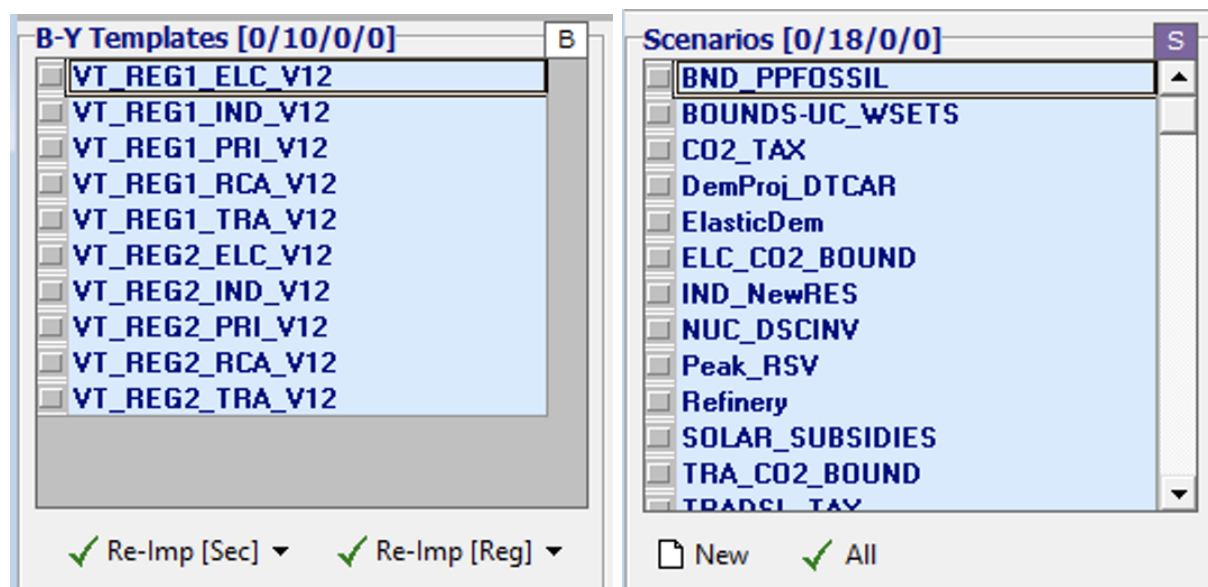 B-Y Templates [0/10/0/0]
B
VT_REG1_ELC_V12
VT_REG1_IND_V12
VT_REG1_PRI_V12
VT_REG1_RCA_V12
VT_REG1_TRA_V12
VT_REG2_ELC_V12
VT_REG2_IND_V12
VT_REG2_PRI_V12
VT_REG2_RCA_V12
VT_REG2_TRA_V12
Re-Imp [Sec]
Re-Imp [Reg]
Scenarios [0/18/0/0]
S
BND_PPFOSSIL
BOUNDS-UC_WSETS
CO2_TAX
DemProj_DTCAR
ElasticDem
ELC_CO2_BOUND
IND_NewRES
NUC_DSCINV
Peak_RSV
Refinery
SOLAR_SUBSIDIES
TRA_CO2_BOUND
TRADSL_TAX
New
All